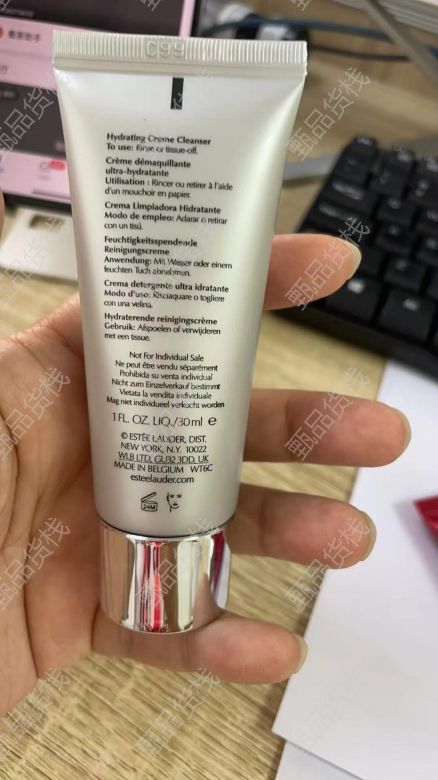 Hydrating Creme Cleanser
To use: Rinse or tissue-off.
Crème démaquillante
ultra-hydratante
Utilisation : Rincer ou retirer à l'aide
d'un mouchoir en papier.
Crema Limpiadora Hidratante
Modo de empleo: Aclarar o retirar
con un tisú.
Feuchtigkeitsspendende
Reinigungscreme
Anwendung: Mit Wasser oder einem
feuchten Tuch abnehmen.
Crema detergente ultra idratante
Modo d'uso: Risciaquare o togliere
con una velina.
Hydraterende reinigingscrème
Gebruik: Afspoelen of verwijderen
met een tissue.
Not For Individual Sale
Ne peut être vendu séparément
Prohibida su venta individual
Nicht zum Einzelverkauf bestimmt
Vietata la vendita individuale
Mag niet individueel verkocht worden
1 FL. OZ. LIQ./30ml e
© ESTĒE LAUDER, DIST.
NEW YORK, N.Y. 10022
WLB LTD, GU32 3DD, UK
MADE IN BELGIUM WT6C
esteelauder.com
24M
甄品货栈